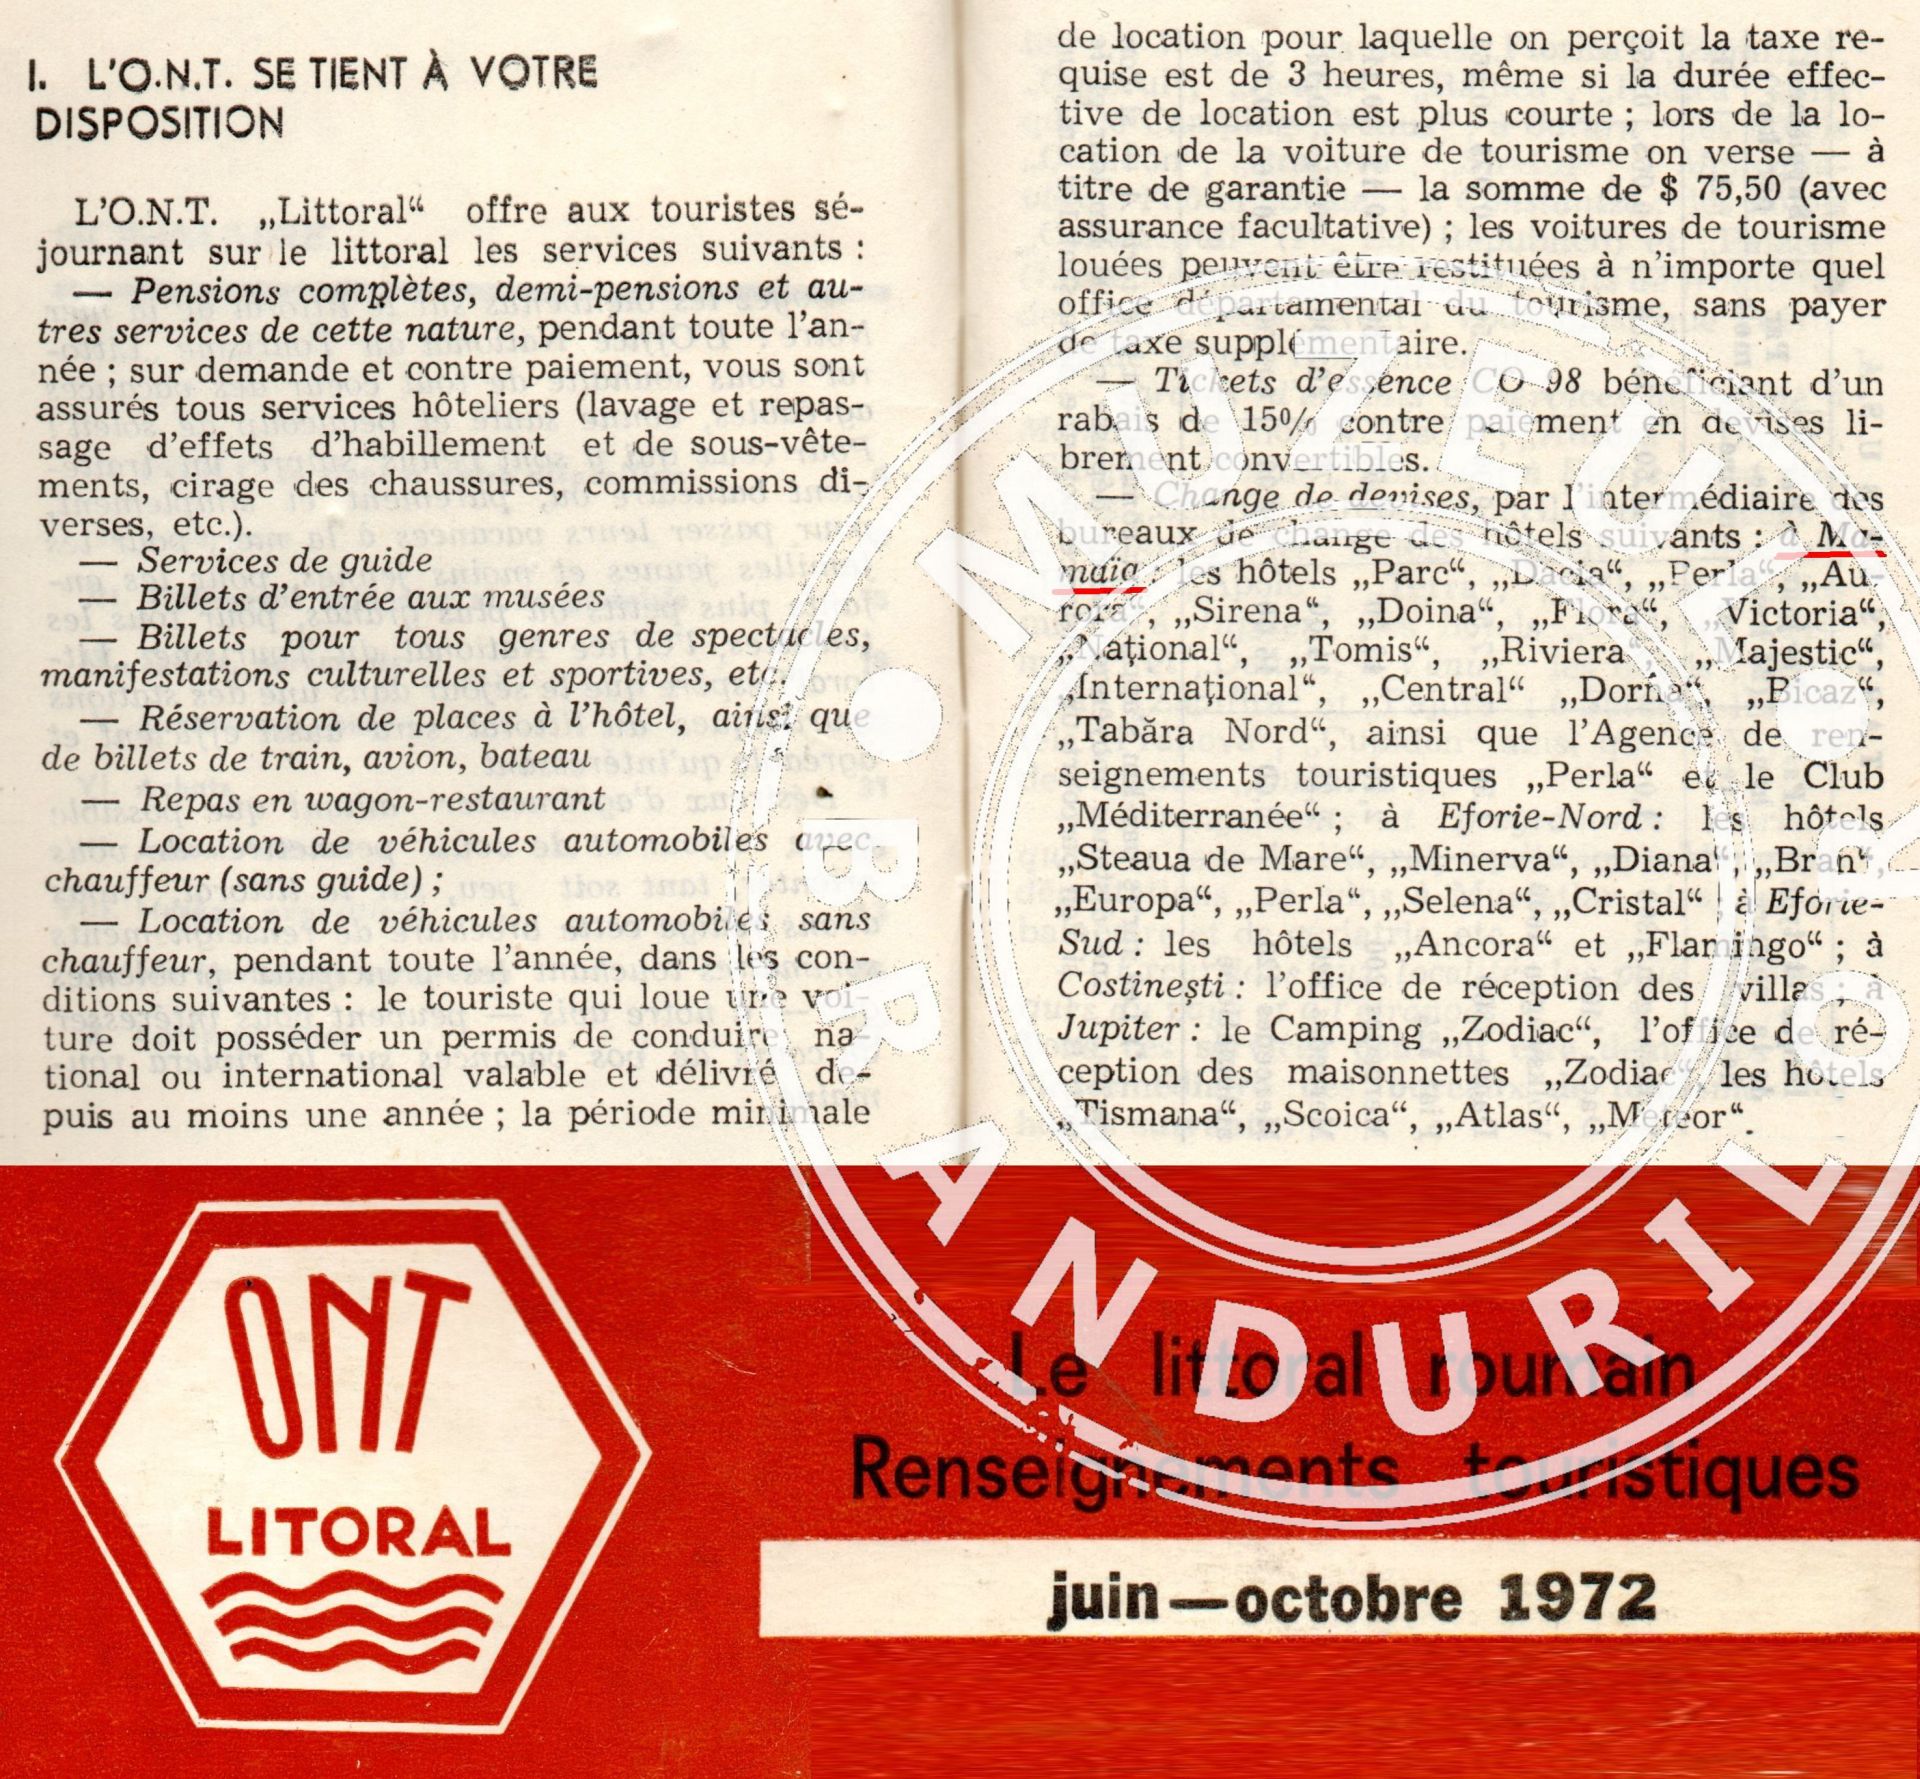 I. L'O.N.T. SE TIENT À VOTRE
DISPOSITION
L'O.N.T. „Littoral“ offre aux touristes sé-
journant sur le littoral les services suivants :
— Pensions complètes, demi-pensions et au-
tres services de cette nature, pendant toute l'an-
née ; sur demande et contre paiement, vous sont
assurés tous services hôteliers (lavage et repas-
sage d'effets d'habillement et de sous-vête-
ments, cirage des chaussures, commissions di-
verses, etc.).
— Services de guide
— Billets d'entrée aux musées
— Billets pour tous genres de spectacles,
manifestations culturelles et sportives, etc.
— Réservation de places à l'hôtel, ainsi que
de billets de train, avion, bateau
— Repas en wagon-restaurant
— Location de véhicules automobiles avec
chauffeur (sans guide) ;
— Location de véhicules automobiles sans
chauffeur, pendant toute l'année, dans les con-
ditions suivantes : le touriste qui loue une voi-
ture doit posséder un permis de conduire na-
tional ou international valable et délivré de-
puis au moins une année ; la période minimale
de location pour laquelle on perçoit la taxe re-
quise est de 3 heures, même si la durée effec-
tive de location est plus courte ; lors de la lo-
cation de la voiture de tourisme on verse — à
titre de garantie — la somme de $ 75,50 (avec
assurance facultative) ; les voitures de tourisme
louées peuvent être restituées à n'importe quel
office départamental du tourisme, sans payer
de taxe supplémentaire.
— Tickets d'essence CO 98 bénéficiant d'un
rabais de 15% contre paiement en devises li-
brement convertibles.
— Change de devises, par l'intermédiaire des
bureaux de change des hôtels suivants : à Ma-
maïa : les hôtels „Parc“, „Dacia“, „Perla“, „Au-
rora“, „Sirena“, „Doina“, „Flora“, „Victoria“,
„Naţional“, „Tomis“, „Riviera“, „Majestic“,
„Internaţional“, „Central“ „Dorna“, „Bicaz“,
„Tabăra Nord“, ainsi que l'Agence de ren-
seignements touristiques „Perla“ et le Club
„Méditerranée“ ; à Eforie-Nord : les hôtels
„Steaua de Mare“, „Minerva“, „Diana“, „Bran“,
„Europa“, „Perla“, „Selena“, „Cristal“ ; à Eforie-
Sud : les hôtels „Ancora“ et „Flamingo“ ; à
Costineşti : l'office de réception des villas ; à
Jupiter : le Camping „Zodiac“, l'office de ré-
ception des maisonnettes „Zodiac“, les hôtels
„Tismana“, „Scoica“, „Atlas“, „Meteor“.
MUZEUL
BRANDURILOR
ONT
LITORAL
Le littoral roumain
Renseignements touristiques
juin—octobre 1972